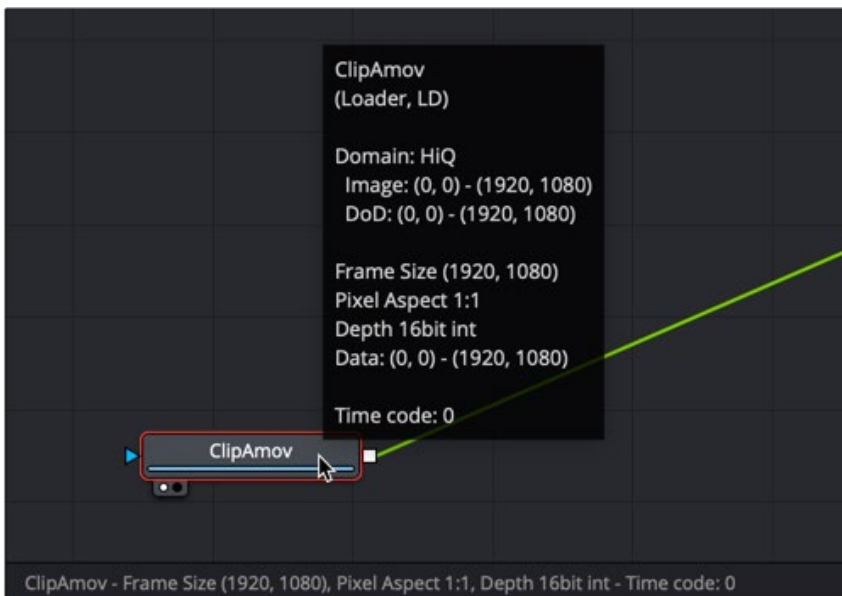 ClipAmov
(Loader, LD)
Domain: HiQ
Image: (0, 0) - (1920, 1080)
DoD: (0, 0) - (1920, 1080)
Frame Size (1920, 1080)
Pixel Aspect 1:1
Depth 16bit int
Data: (0, 0) - (1920, 1080)
Time code: 0
ClipAmov
ClipAmov - Frame Size (1920, 1080), Pixel Aspect 1:1, Depth 16bit int - Time code: 0